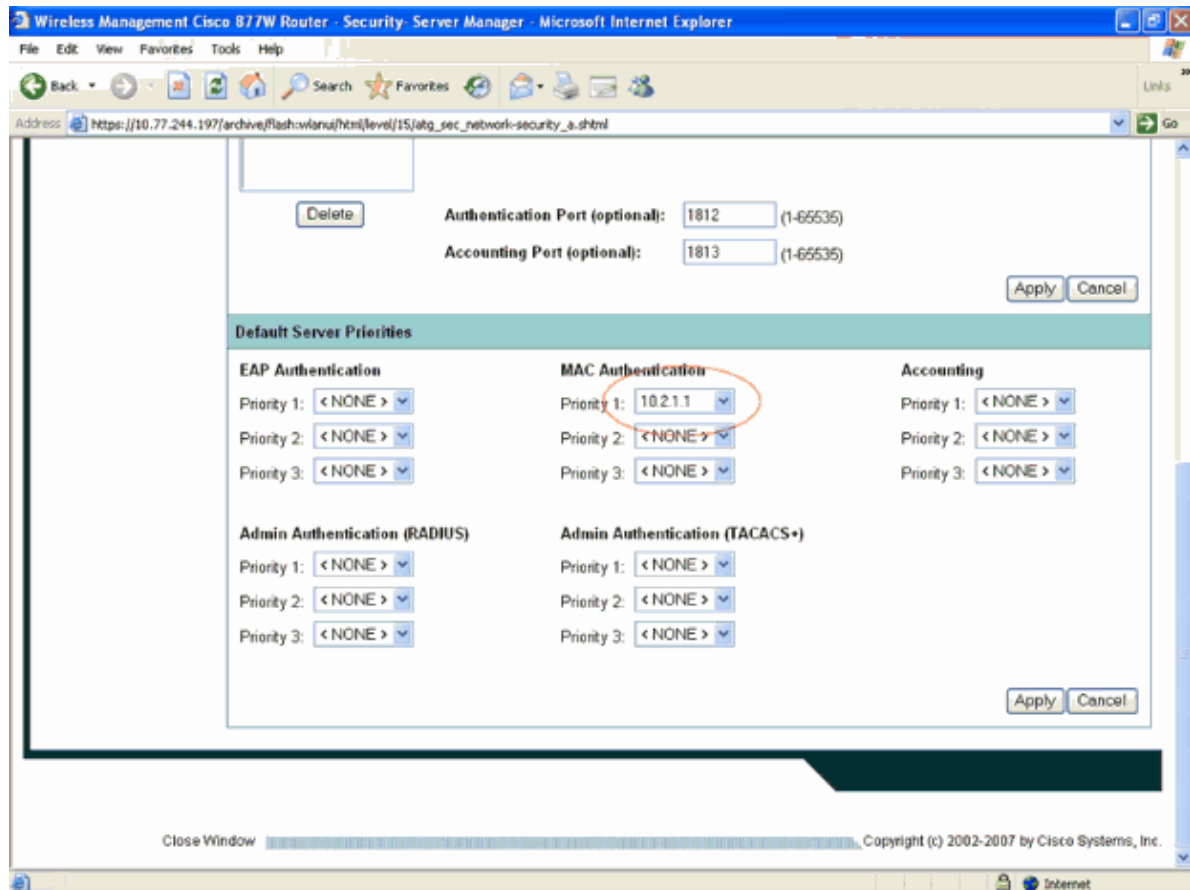 Wireless Management Cisco 877W Router - Security- Server Manager - Microsoft Internet Explorer
File Edit View Favorites Tools Help
Back Search Favorites Links
Address https://10.77.244.197/archive/flash:wlanui/html/level/15/atg_sec_network-security_a.shtml Go
Delete Authentication Port (optional): 1812 (1-65535)
Accounting Port (optional): 1813 (1-65535)
Apply Cancel
Default Server Priorities
EAP Authentication MAC Authentication Accounting
Priority 1: < NONE > Priority 1: 10.2.1.1 Priority 1: < NONE >
Priority 2: < NONE > Priority 2: < NONE > Priority 2: < NONE >
Priority 3: < NONE > Priority 3: < NONE > Priority 3: < NONE >
Admin Authentication (RADIUS) Admin Authentication (TACACS+)
Priority 1: < NONE > Priority 1: < NONE >
Priority 2: < NONE > Priority 2: < NONE >
Priority 3: < NONE > Priority 3: < NONE >
Apply Cancel
Close Window Copyright (c) 2002-2007 by Cisco Systems, Inc.
Internet